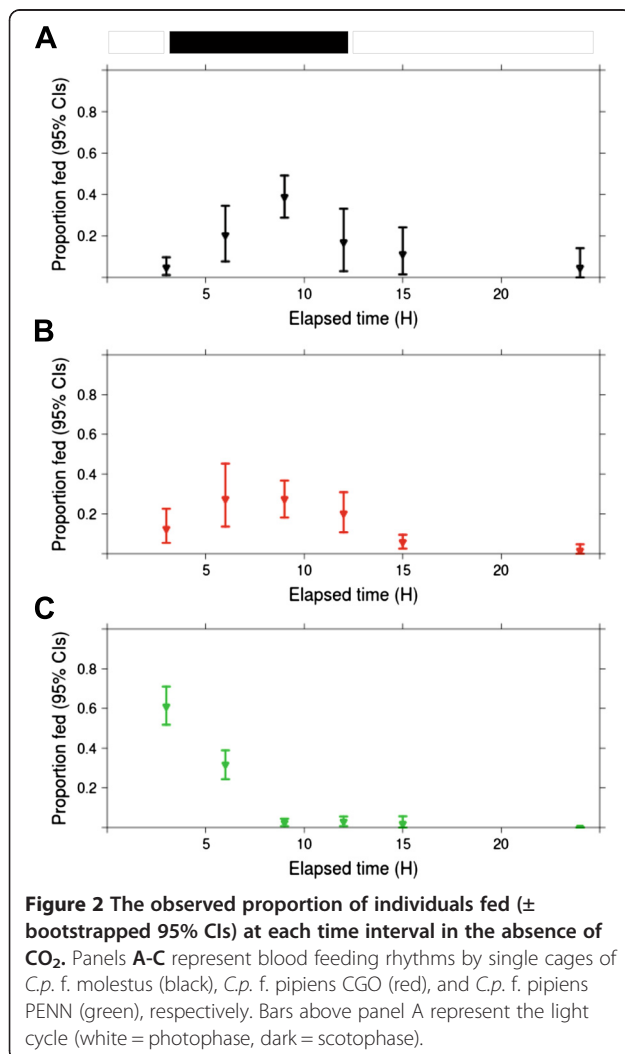 A
Proportion fed (95% CIs)
0.8
0.6
0.4
0.2
5 10 15 20
Elapsed time (H)
B
Proportion fed (95% CIs)
0.8
0.6
0.4
0.2
5 10 15 20
Elapsed time (H)
C
Proportion fed (95% CIs)
0.8
0.6
0.4
0.2
5 10 15 20
Elapsed time (H)
Figure 2 The observed proportion of individuals fed (±
bootstrapped 95% CIs) at each time interval in the absence of
CO₂. Panels A-C represent blood feeding rhythms by single cages of
C.p. f. molestus (black), C.p. f. pipiens CGO (red), and C.p. f. pipiens
PENN (green), respectively. Bars above panel A represent the light
cycle (white = photophase, dark = scotophase).